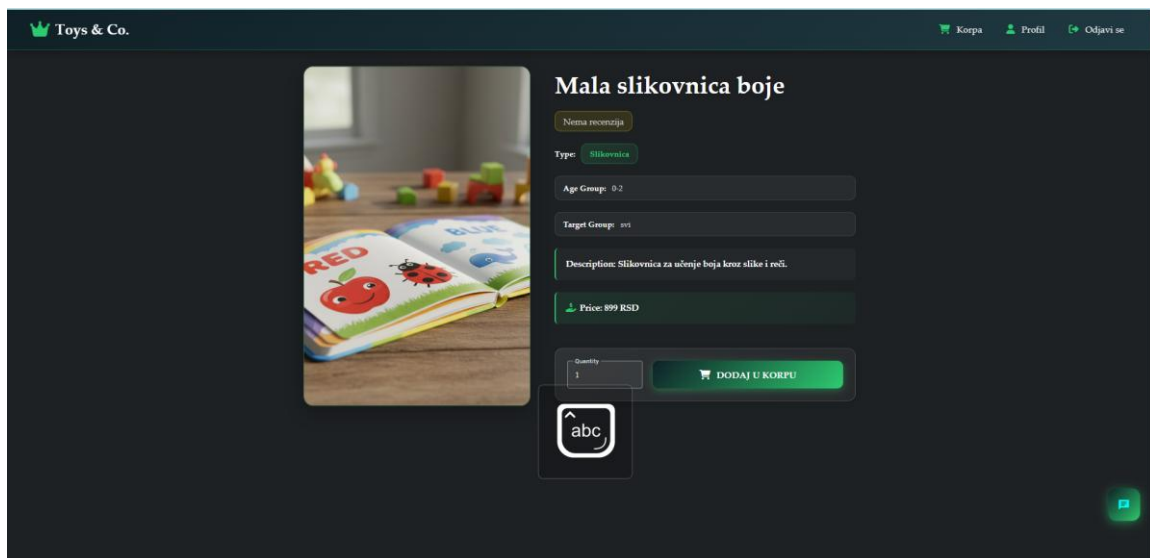 Toys & Co.
Korpa
Profil
Odjavi se
Mala slikovnica boje
Nema recenzija
Type: Slikovnica
Age Group: 0-2
Target Group: svi
Description: Slikovnica za učenje boja kroz slike i reči.
Price: 899 RSD
Quantity
1
DODAJ U KORPU
RED
BLUE
abc